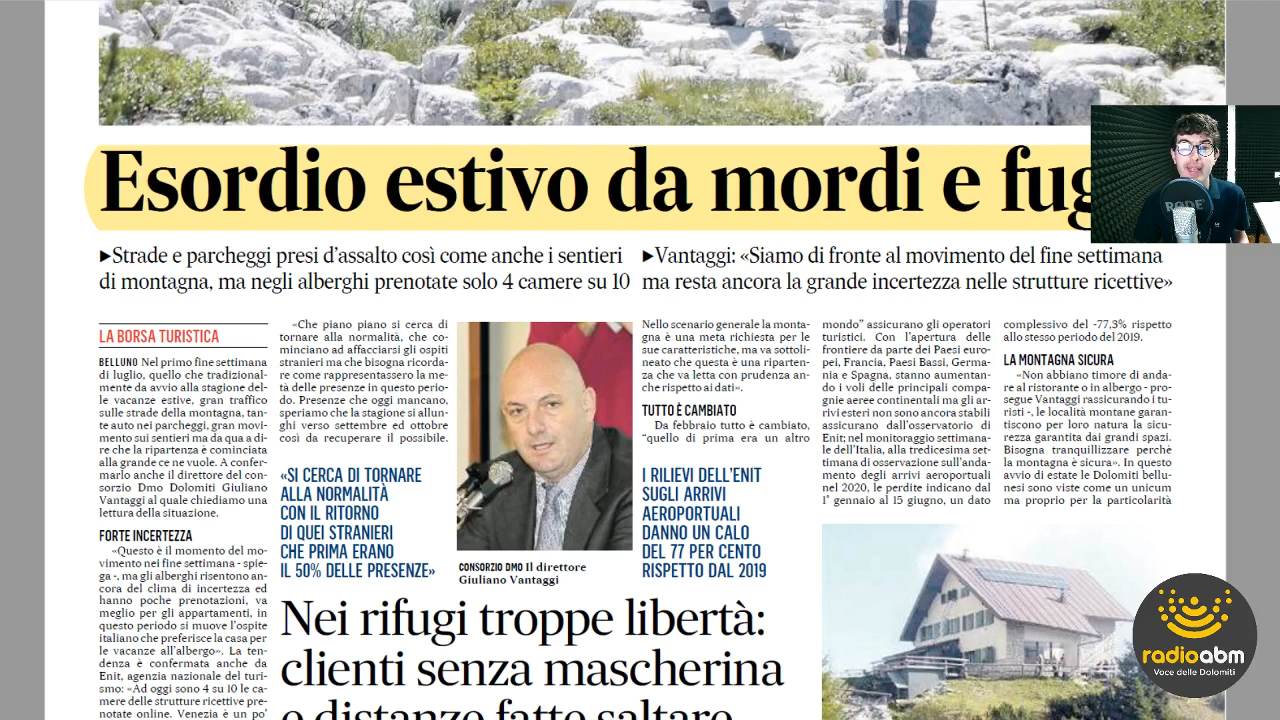 Esordio estivo da mordi e fug
▶Strade e parcheggi presi d'assalto così come anche i sentieri
di montagna, ma negli alberghi prenotate solo 4 camere su 10
▶Vantaggi: «Siamo di fronte al movimento del fine settimana
ma resta ancora la grande incertezza nelle strutture ricettive»
LA BORSA TURISTICA
BELLUNO Nel primo fine settimana
di luglio, quello che tradizional-
mente da avvio alla stagione del-
le vacanze estive, gran traffico
sulle strade della montagna, tan-
te auto nei parcheggi, gran movi-
mento sui sentieri ma da qua a di-
re che la ripartenza è cominciata
alla grande ce ne vuole. A confer-
marlo anche il direttore del con-
sorzio Dmo Dolomiti Giuliano
Vantaggi al quale chiediamo una
lettura della situazione.
FORTE INCERTEZZA
«Questo è il momento del mo-
vimento nei fine settimana - spie-
ga -, ma gli alberghi risentono an-
cora del clima di incertezza ed
hanno poche prenotazioni, va
meglio per gli appartamenti, in
questo periodo si muove l'ospite
italiano che preferisce la casa per
le vacanze all'albergo». La ten-
denza è confermata anche da
Enit, agenzia nazionale del turi-
smo: «Ad oggi sono 4 su 10 le ca-
mere delle strutture ricettive pre-
notate online. Venezia è un po'
«Che piano piano si cerca di
tornare alla normalità, che co-
minciano ad affacciarsi gli ospiti
stranieri ma che bisogna ricorda-
re come rappresentassero la me-
tà delle presenze in questo perio-
do. Presenze che oggi mancano,
speriamo che la stagione si allun-
ghi verso settembre ed ottobre
così da recuperare il possibile.
«SI CERCA DI TORNARE
ALLA NORMALITÀ
CON IL RITORNO
DI QUEI STRANIERI
CHE PRIMA ERANO
IL 50% DELLE PRESENZE»
CONSORZIO DMO Il direttore
Giuliano Vantaggi
Nello scenario generale la monta-
gna è una meta richiesta per le
sue caratteristiche, ma va sottoli-
neato che questa è una riparten-
za che va letta con prudenza an-
che rispetto ai dati».
TUTTO È CAMBIATO
Da febbraio tutto è cambiato,
“quello di prima era un altro
I RILIEVI DELL'ENIT
SUGLI ARRIVI
AEROPORTUALI
DANNO UN CALO
DEL 77 PER CENTO
RISPETTO DAL 2019
mondo” assicurano gli operatori
turistici. Con l'apertura delle
frontiere da parte dei Paesi euro-
pei, Francia, Paesi Bassi, Germa-
nia e Spagna, stanno aumentan-
do i voli delle principali compa-
gnie aeree continentali ma gli ar-
rivi esteri non sono ancora stabili
assicurano dall'osservatorio di
Enit; nel monitoraggio settimana-
le dell'Italia, alla tredicesima set-
timana di osservazione sull'anda-
mento degli arrivi aeroportuali
nel 2020, le perdite indicano dal
1° gennaio al 15 giugno, un dato
complessivo del -77,3% rispetto
allo stesso periodo del 2019.
LA MONTAGNA SICURA
«Non abbiano timore di anda-
re al ristorante o in albergo - pro-
segue Vantaggi rassicurando i tu-
risti -, le località montane garan-
tiscono per loro natura la sicu-
rezza garantita dai grandi spazi.
Bisogna tranquillizzare perchè
la montagna è sicura». In questo
avvio di estate le Dolomiti bellu-
nesi sono viste come un unicum
ma proprio per la particolarità
Nei rifugi troppe libertà:
clienti senza mascherina
e distanze fatte saltare
RODE
radioabm
Voce delle Dolomiti